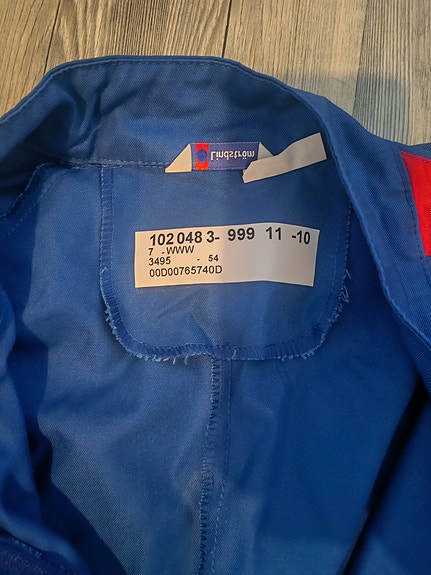 Lindström
102 048 3- 999 11 -10
7 -WWW
3495 - 54
00D00765740D